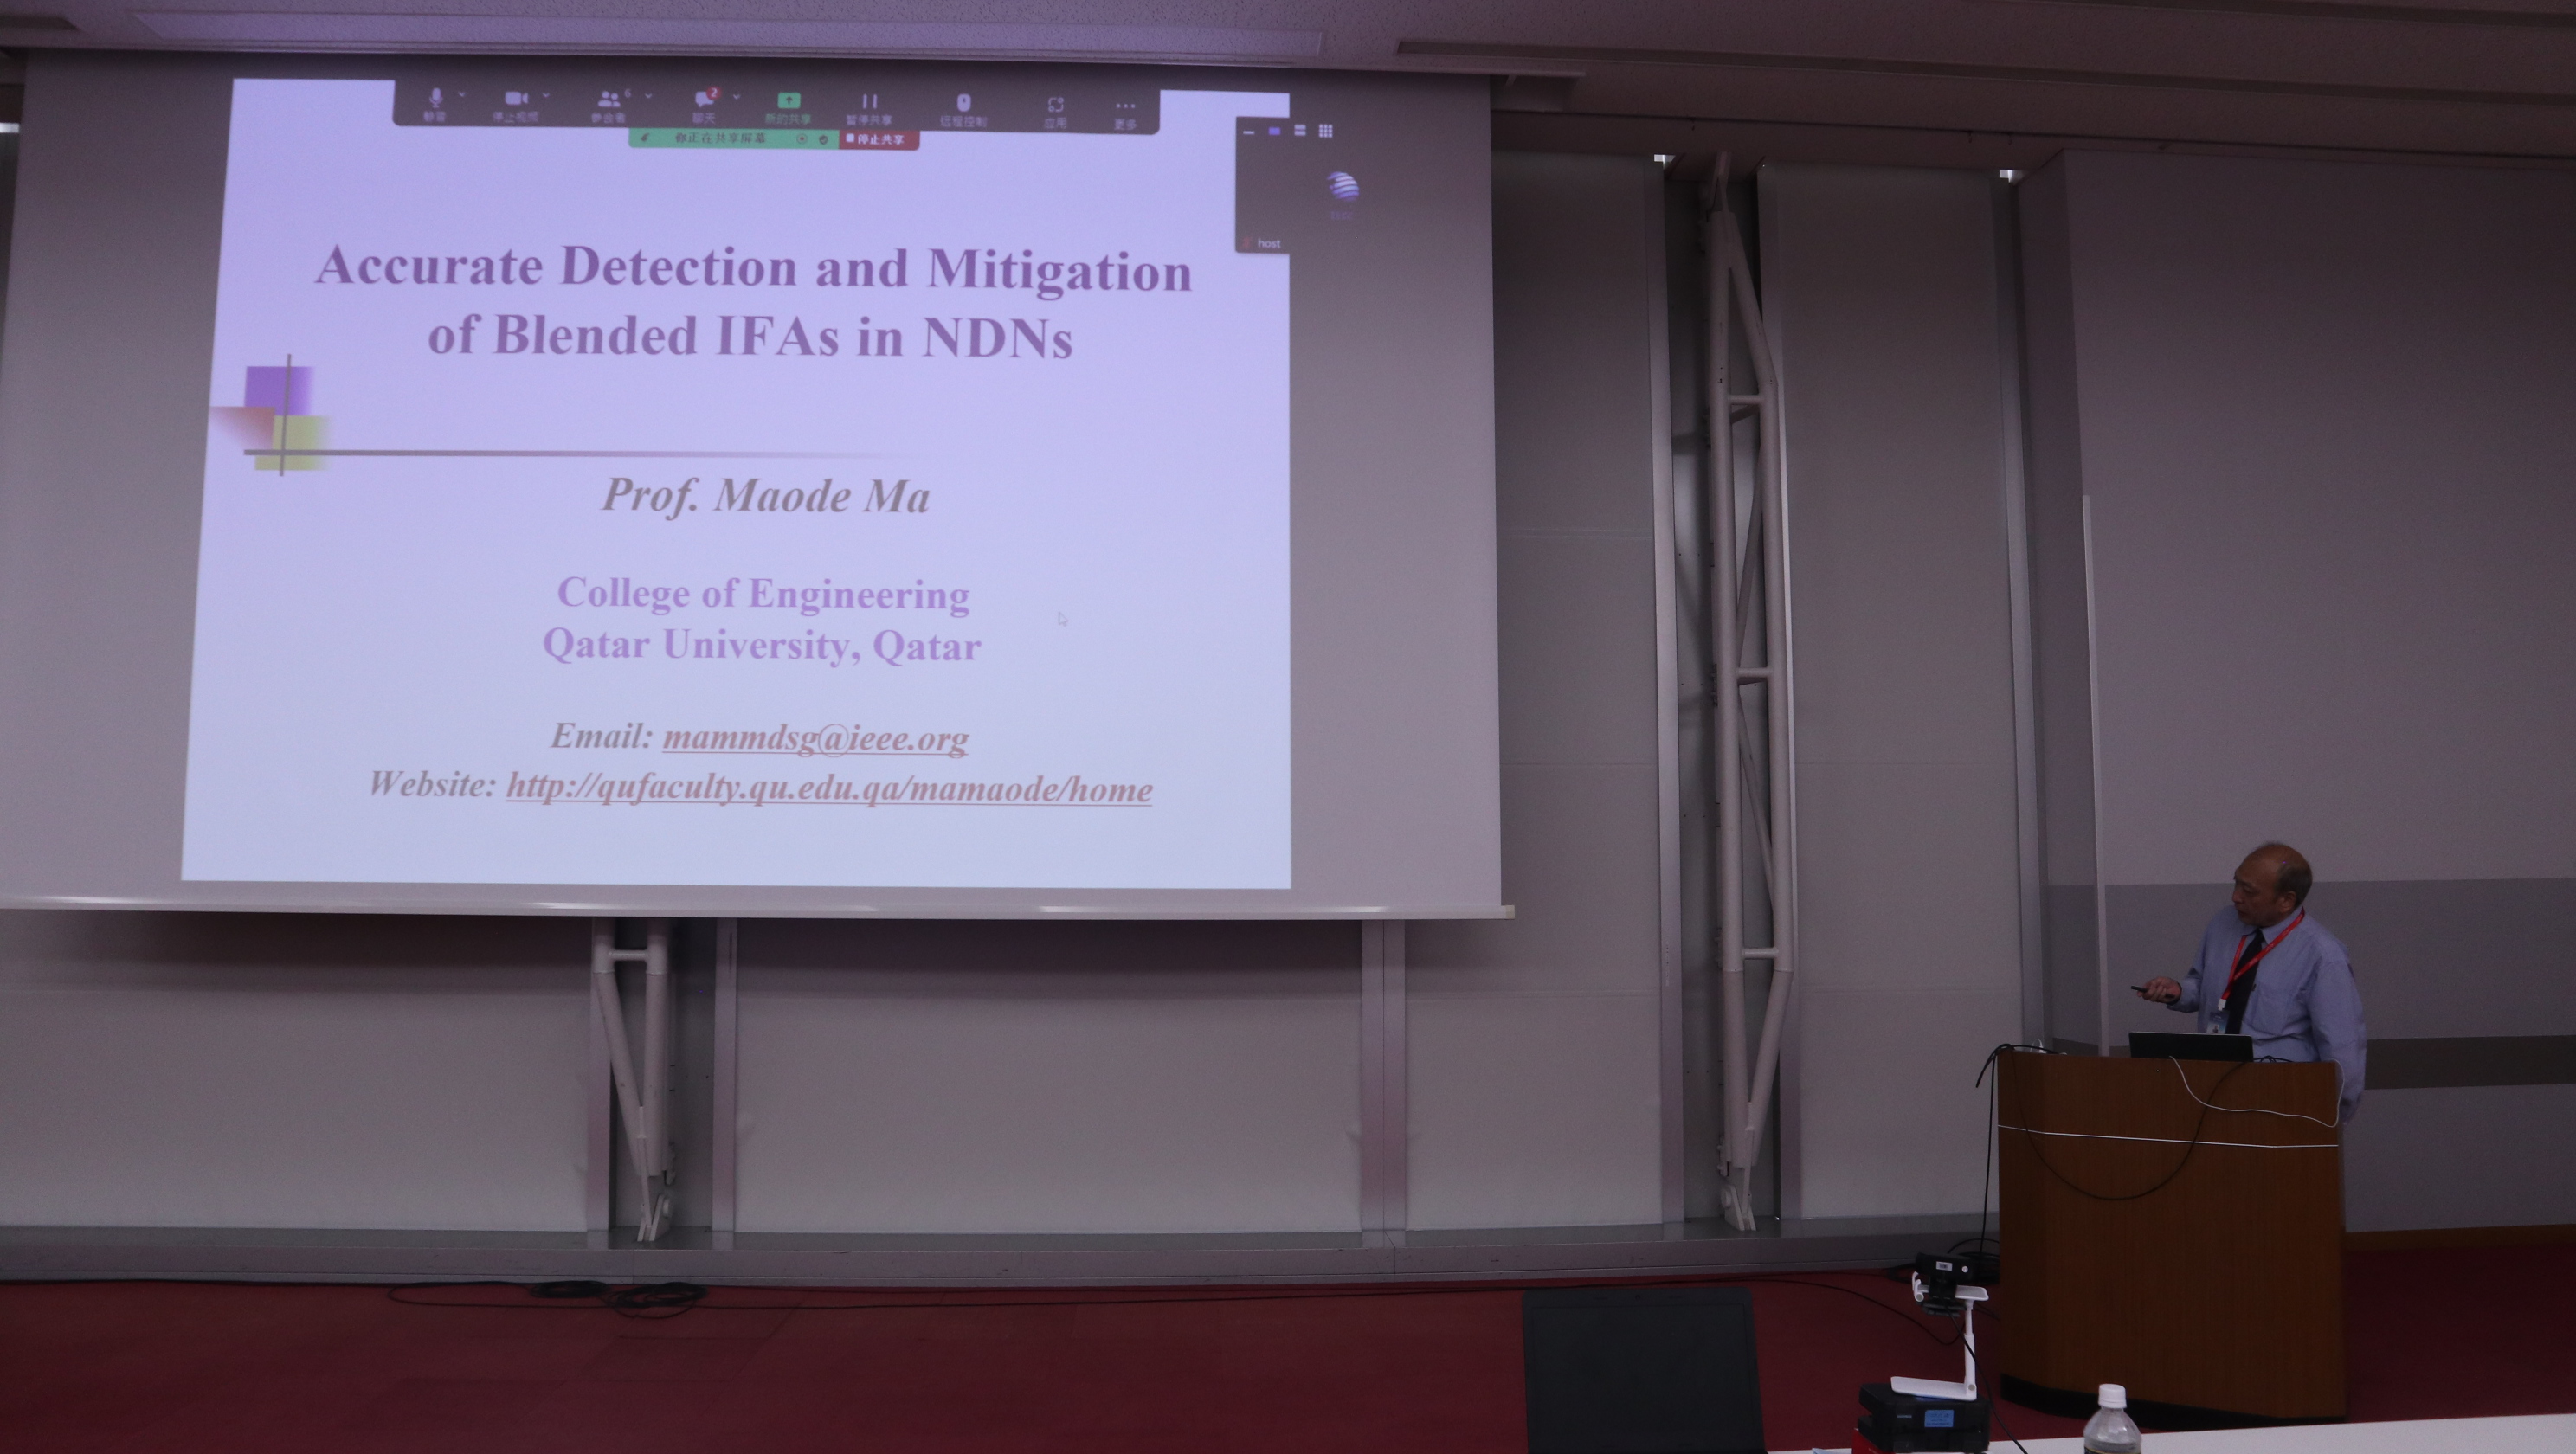 静音
停止视频
参会者
6
聊天
2
新的共享
暂停共享
远程控制
应用
更多
你正在共享屏幕
停止共享
host
Accurate Detection and Mitigation
of Blended IFAs in NDNs
Prof. Maode Ma
College of Engineering
Qatar University, Qatar
Email: mammdsg@ieee.org
Website: http://qufaculty.qu.edu.qa/mamaode/home